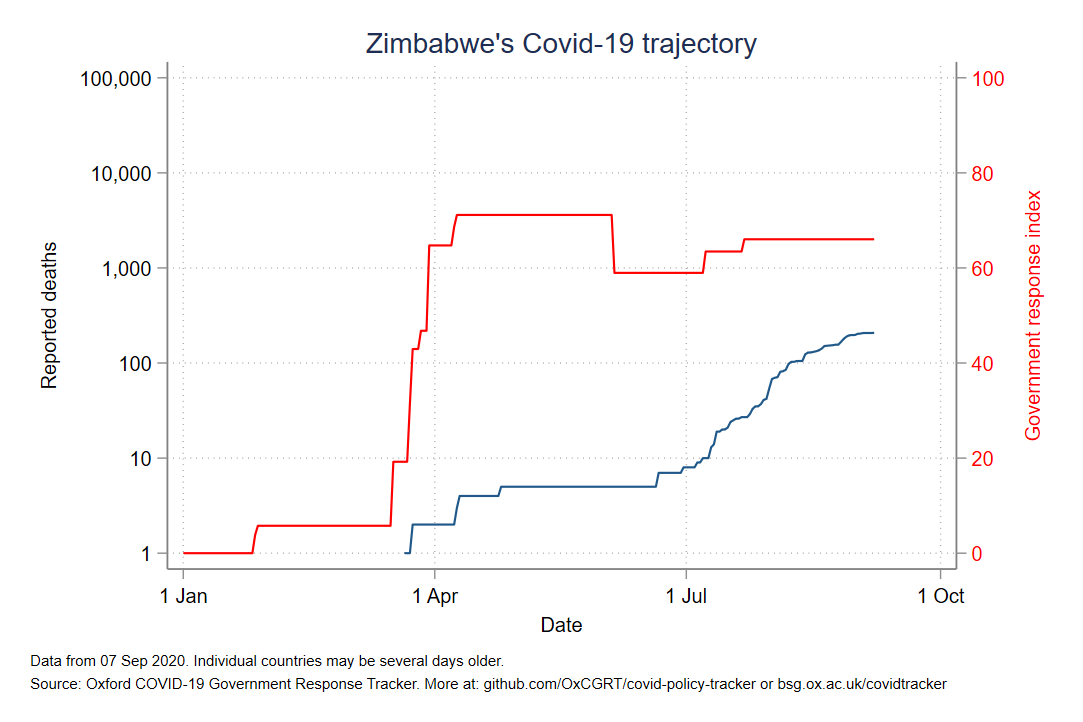 Zimbabwe's Covid-19 trajectory
100,000
10,000
1,000
100
10
1
Reported deaths
100
80
60
40
20
0
Government response index
1 Jan
1 Apr
1 Jul
1 Oct
Date
Data from 07 Sep 2020. Individual countries may be several days older.
Source: Oxford COVID-19 Government Response Tracker. More at: github.com/OxCGRT/covid-policy-tracker or bsg.ox.ac.uk/covidtracker